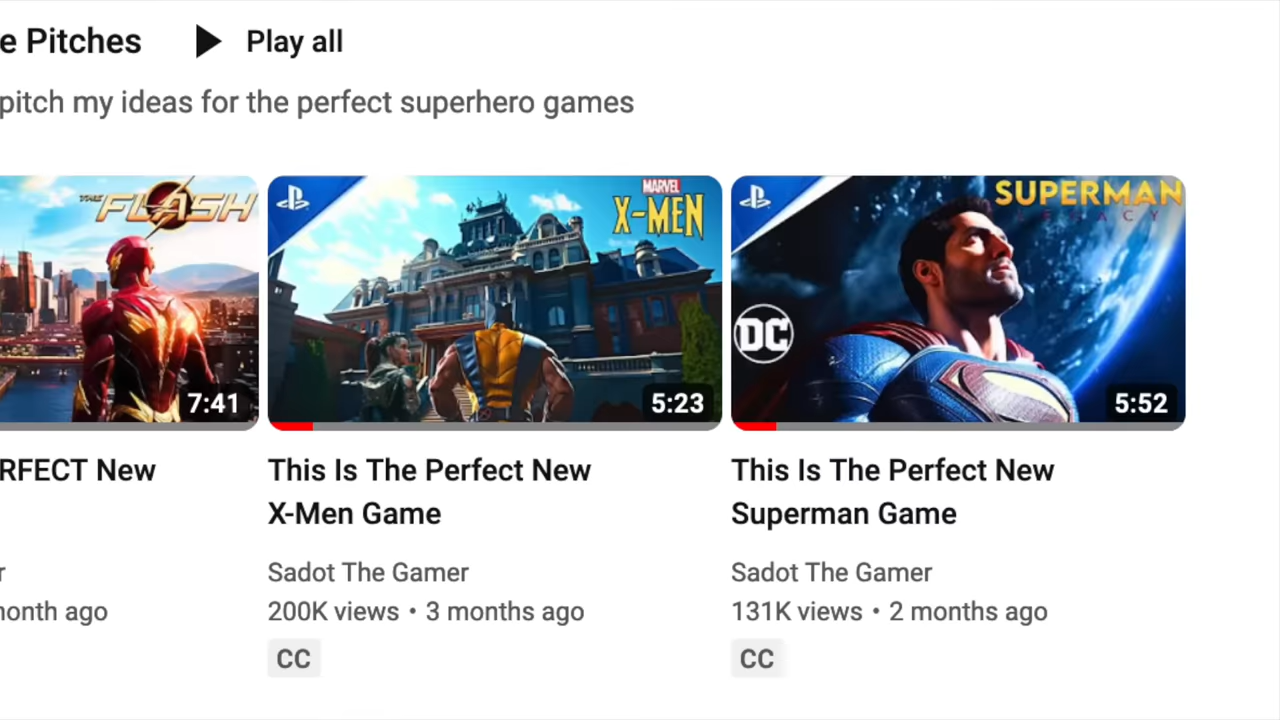 e Pitches
Play all
pitch my ideas for the perfect superhero games
THE FLASH
7:41
MARVEL
X-MEN
5:23
SUPERMAN
LEGACY
DC
5:52
RFECT New
This Is The Perfect New
X-Men Game
This Is The Perfect New
Superman Game
r
onth ago
Sadot The Gamer
200K views • 3 months ago
CC
Sadot The Gamer
131K views • 2 months ago
CC